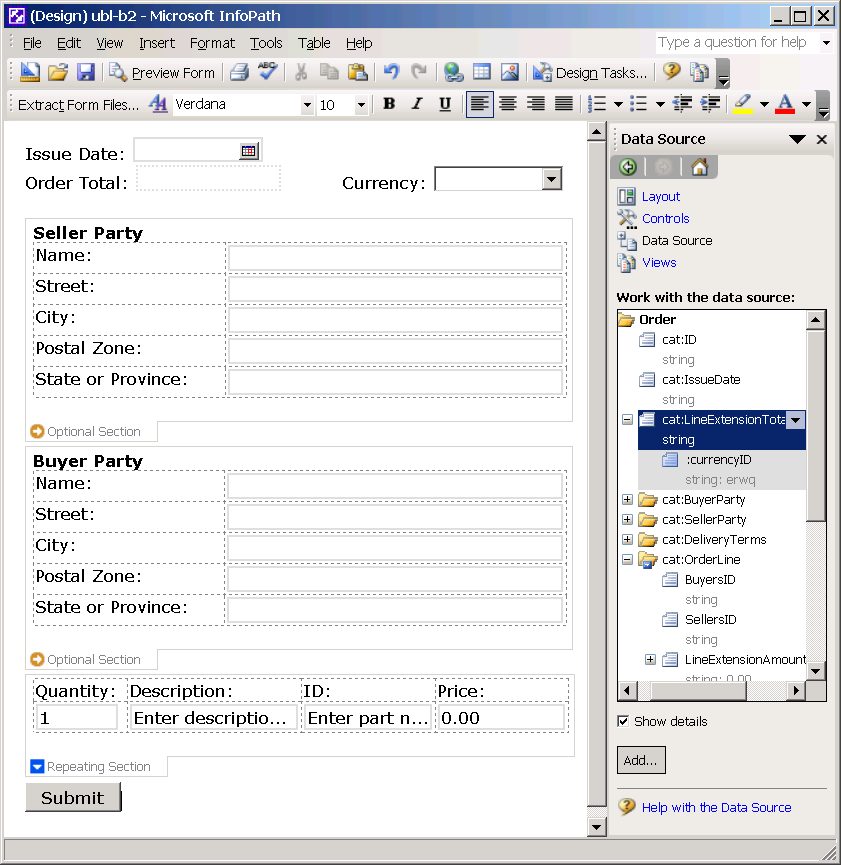 (Design) ubl-b2 - Microsoft InfoPath
File Edit View Insert Format Tools Table Help Type a question for help
Preview Form Design Tasks...
Extract Form Files... Verdana 10 B I U A
Issue Date:
Order Total: Currency:
Seller Party
Name:
Street:
City:
Postal Zone:
State or Province:
Optional Section
Buyer Party
Name:
Street:
City:
Postal Zone:
State or Province:
Optional Section
Quantity: Description: ID: Price:
1 Enter descriptio... Enter part n... 0.00
Repeating Section
Submit
Data Source
Layout
Controls
Data Source
Views
Work with the data source:
Order
cat:ID
string
cat:IssueDate
string
cat:LineExtensionTota
string
:currencyID
string: erwq
cat:BuyerParty
cat:SellerParty
cat:DeliveryTerms
cat:OrderLine
BuyersID
string
SellersID
string
LineExtensionAmount
string: 0.00
Show details
Add...
Help with the Data Source